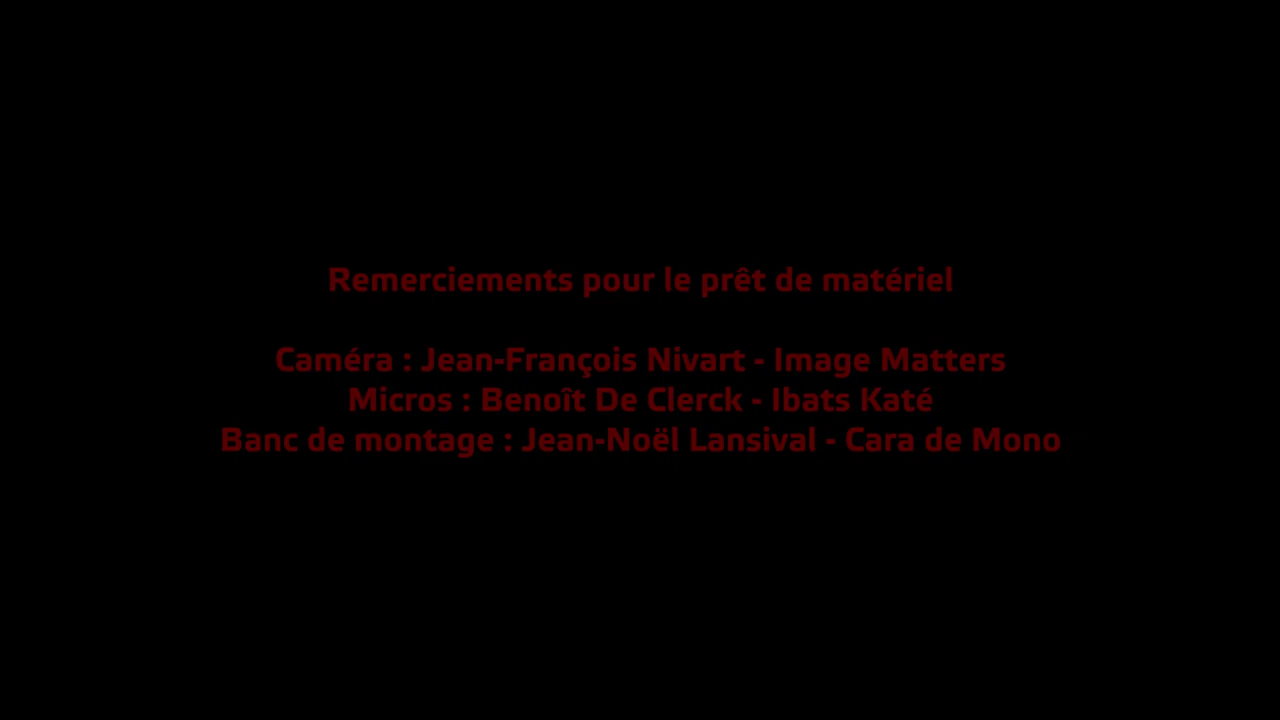 Remerciements pour le prêt de matériel
Caméra : Jean-François Nivart - Image Matters
Micros : Benoît De Clerck - Ibats Katé
Banc de montage : Jean-Noël Lansival - Cara de Mono